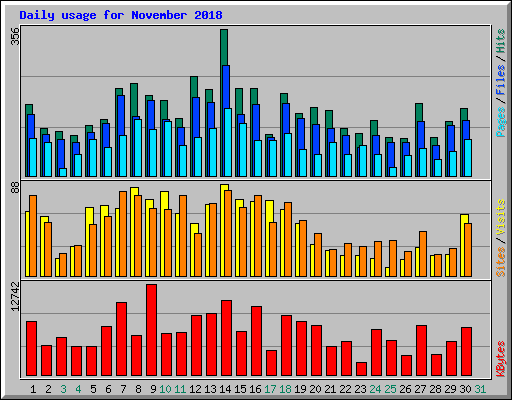 Daily usage for November 2018
356
Pages / Files / Hits
88
Sites / Visits
12742
KBytes
1 2 3 4 5 6 7 8 9 10 11 12 13 14 15 16 17 18 19 20 21 22 23 24 25 26 27 28 29 30 31